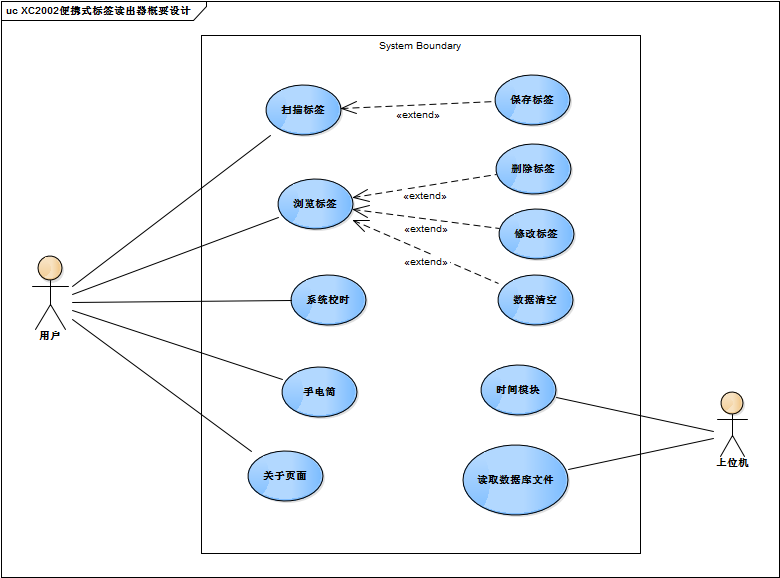 uc XC2002便携式标签读出器概要设计
System Boundary
扫描标签
保存标签
«extend»
浏览标签
删除标签
«extend»
修改标签
«extend»
数据清空
«extend»
系统校时
用户
手电筒
时间模块
关于页面
读取数据库文件
上位机